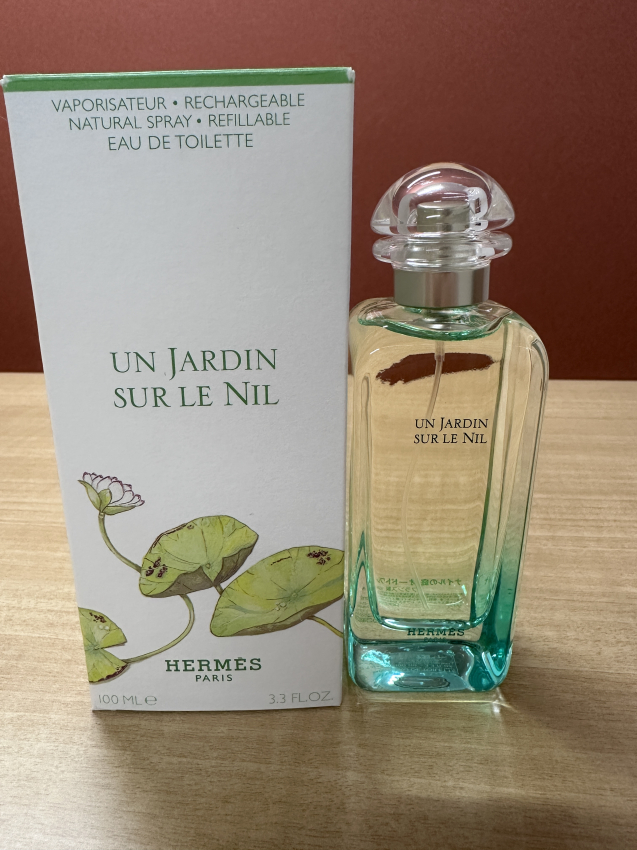 VAPORISATEUR • RECHARGEABLE
NATURAL SPRAY • REFILLABLE
EAU DE TOILETTE
UN JARDIN
SUR LE NIL
HERMÈS
PARIS
100 ML ℮
3.3 FL.OZ.
UN JARDIN
SUR LE NIL
HERMÈS